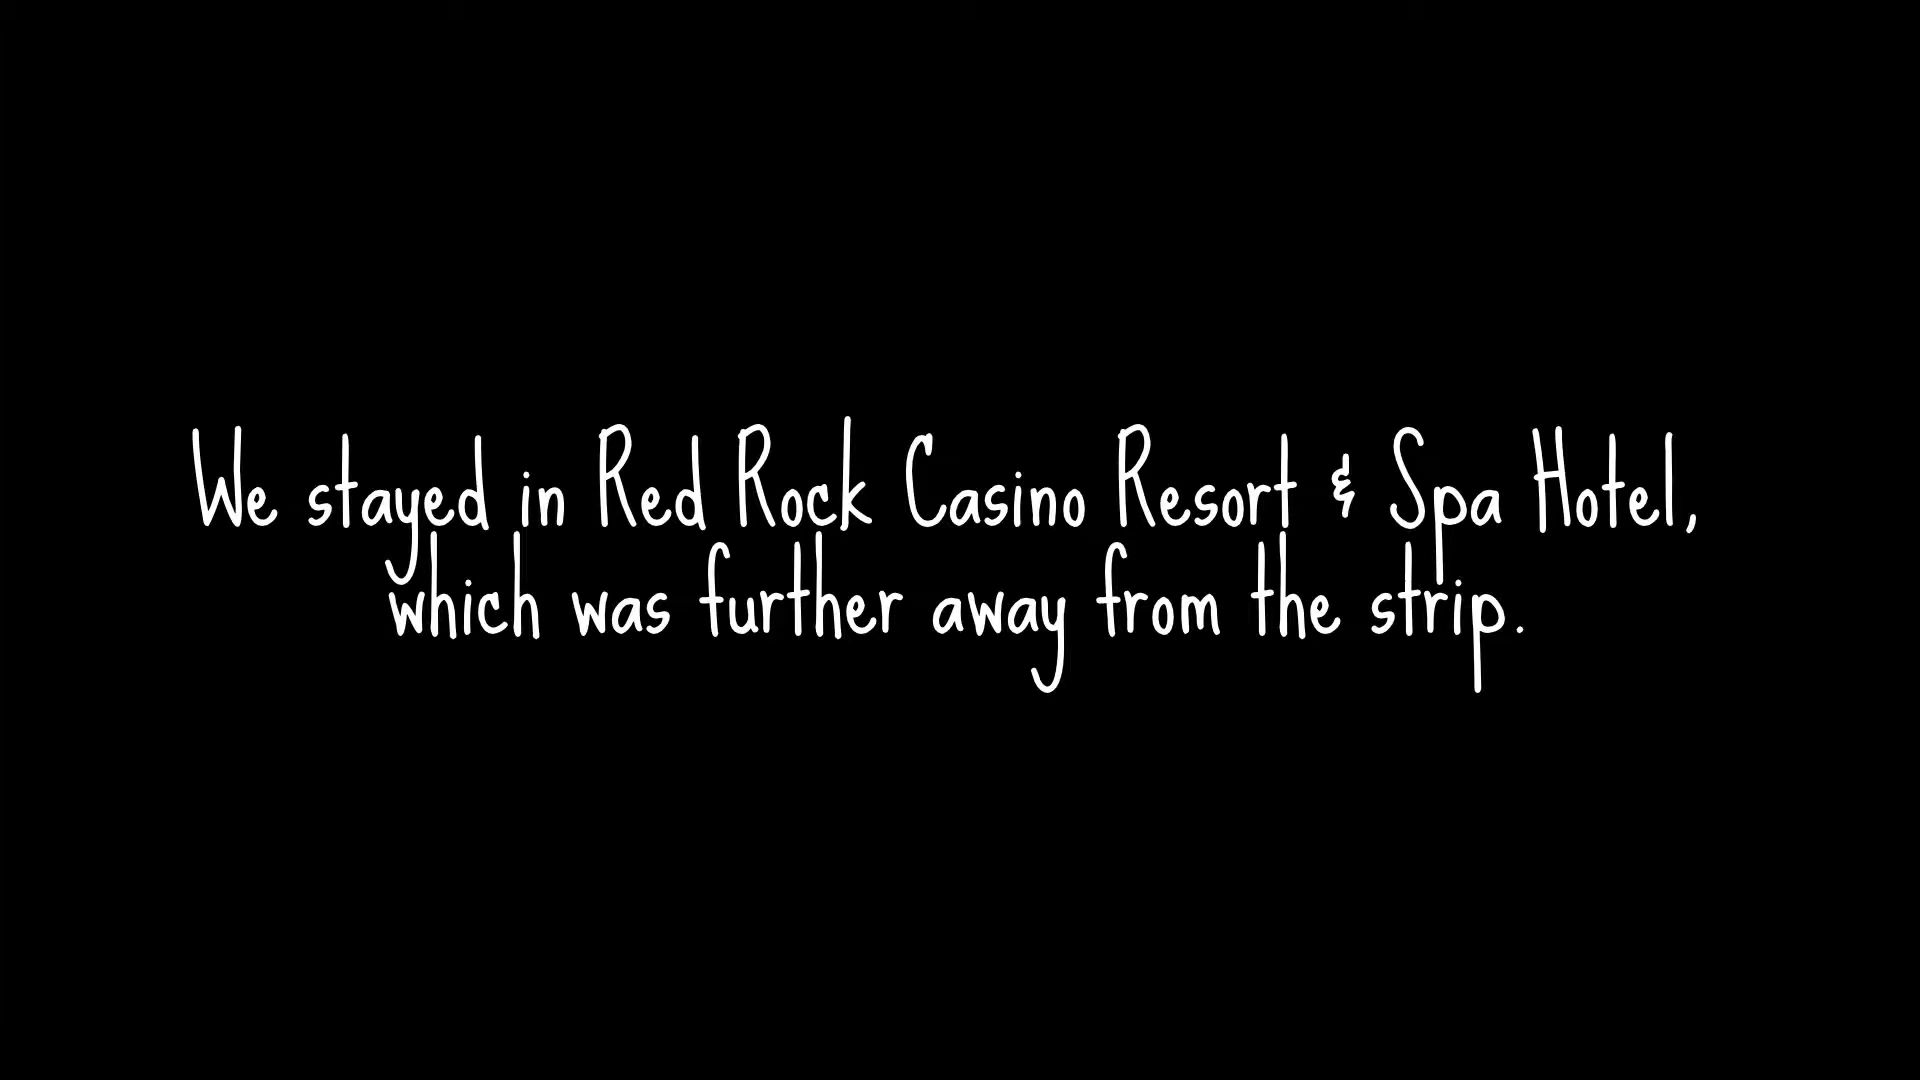 We stayed in Red Rock Casino Resort & Spa Hotel,
which was further away from the strip.